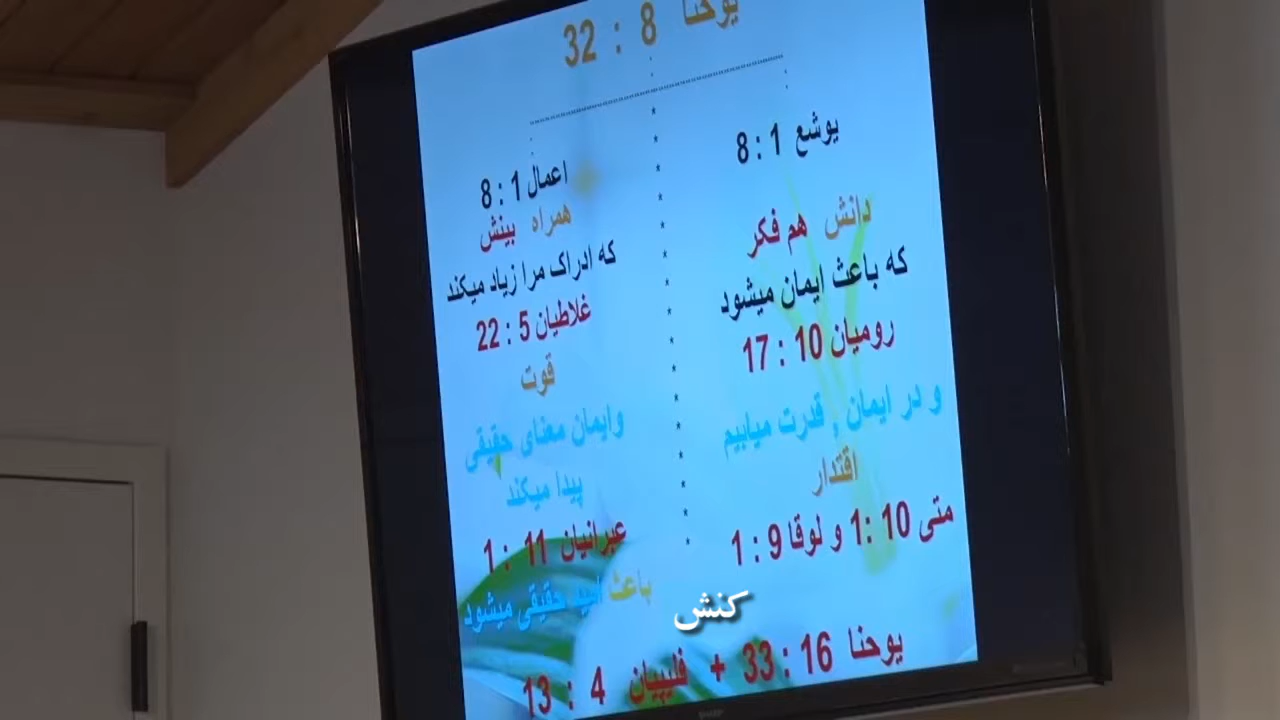 یوحنا 8 : 32
یوشع 1 : 8
دانش هم فکر
که باعث ایمان میشود
رومیان 10 : 17
و در ایمان , قدرت میابیم
اقتدار
متی 10 :1 و لوقا 9 : 1
اعمال 1 : 8
همراه بینش
که ادراک مرا زیاد میکند
غلاطیان 5 : 22
قوت
وایمان معنای حقیقی
پیدا میکند
عبرانیان 11 : 1
باعث امید حقیقی میشود
کنش
یوحنا 16 : 33 + فلیپیان 4 : 13